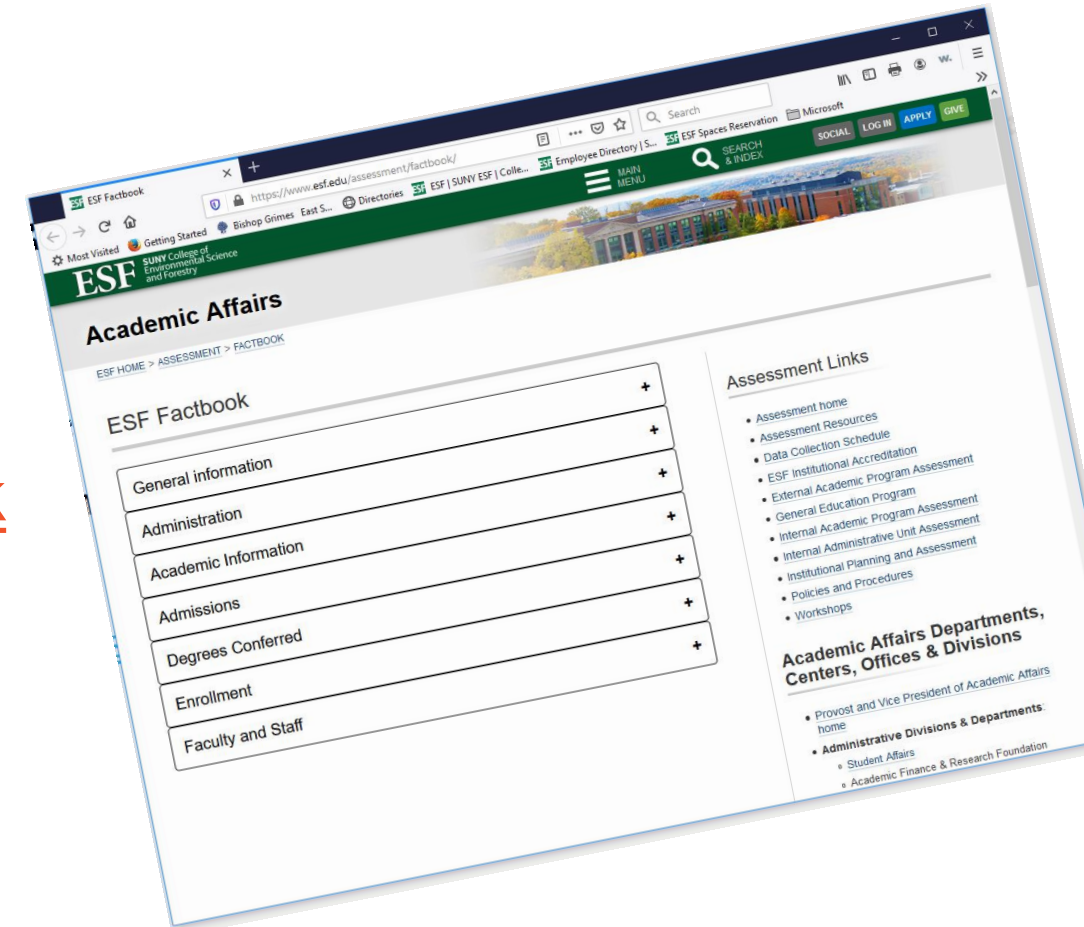 ESF Factbook
https://www.esf.edu/assessment/factbook/
Search
Most Visited
Getting Started
Bishop Grimes East S...
Directories
ESF | SUNY ESF | Colle...
Employee Directory | S...
ESF Spaces Reservation
Microsoft
ESF
SUNY College of
Environmental Science
and Forestry
MAIN
MENU
SEARCH
& INDEX
SOCIAL
LOG IN
APPLY
GIVE
Academic Affairs
ESF HOME > ASSESSMENT > FACTBOOK
ESF Factbook
General information +
Administration +
Academic Information +
Admissions +
Degrees Conferred +
Enrollment +
Faculty and Staff +
Assessment Links
Assessment home
Assessment Resources
Data Collection Schedule
ESF Institutional Accreditation
External Academic Program Assessment
General Education Program
Internal Academic Program Assessment
Internal Administrative Unit Assessment
Institutional Planning and Assessment
Policies and Procedures
Workshops
Academic Affairs Departments,
Centers, Offices & Divisions
Provost and Vice President of Academic Affairs
home
Administrative Divisions & Departments:
Student Affairs
Academic Finance & Research Foundation